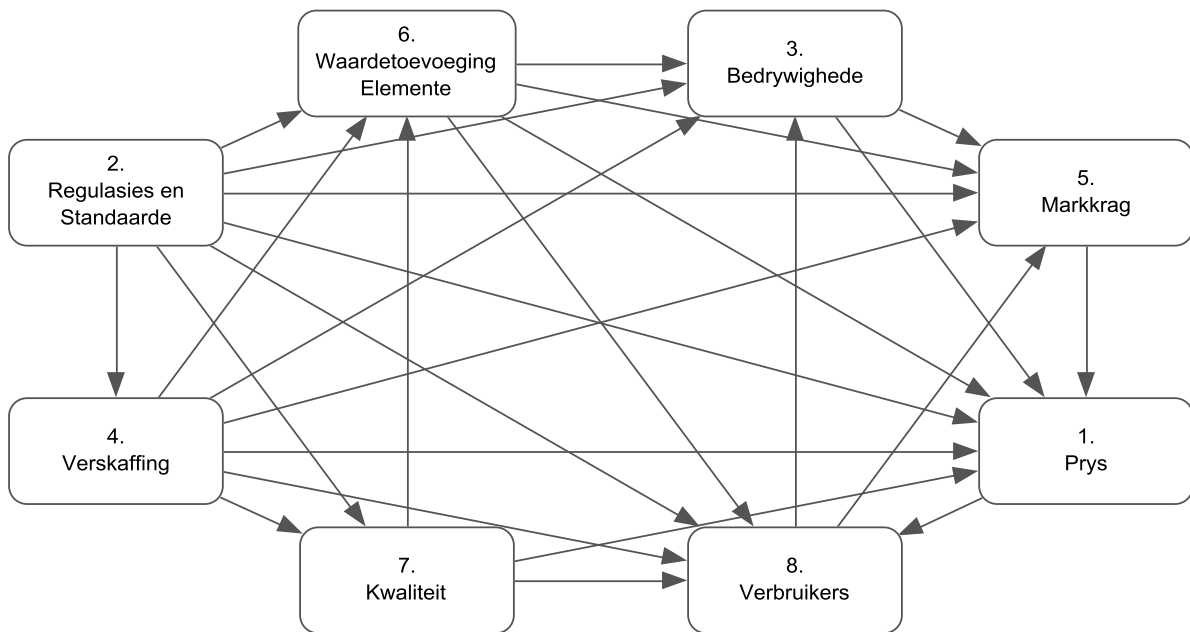 6.
Waardetoevoeging
Elemente
3.
Bedrywighede
2.
Regulasies en
Standaarde
5.
Markkrag
4.
Verskaffing
1.
Prys
7.
Kwaliteit
8.
Verbruikers